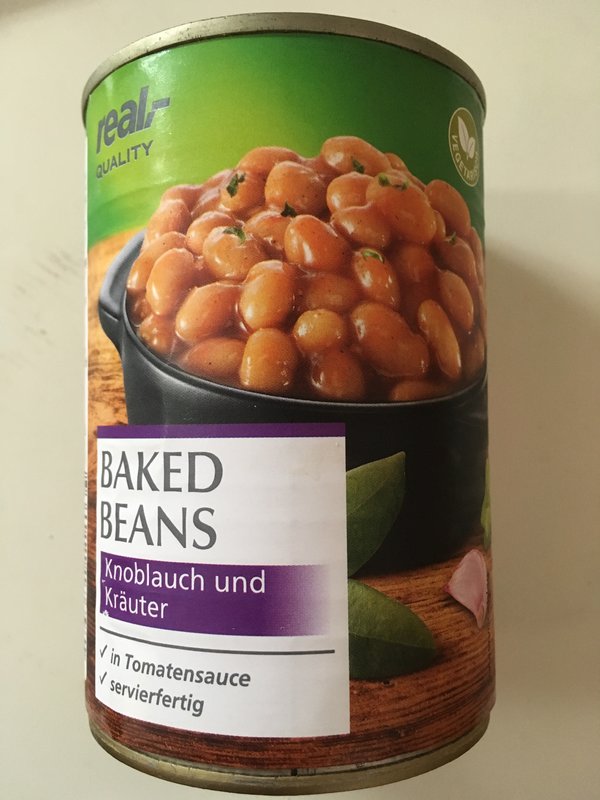 real,-
QUALITY
BAKED
BEANS
Knoblauch und
Kräuter
✓ in Tomatensauce
✓ servierfertig